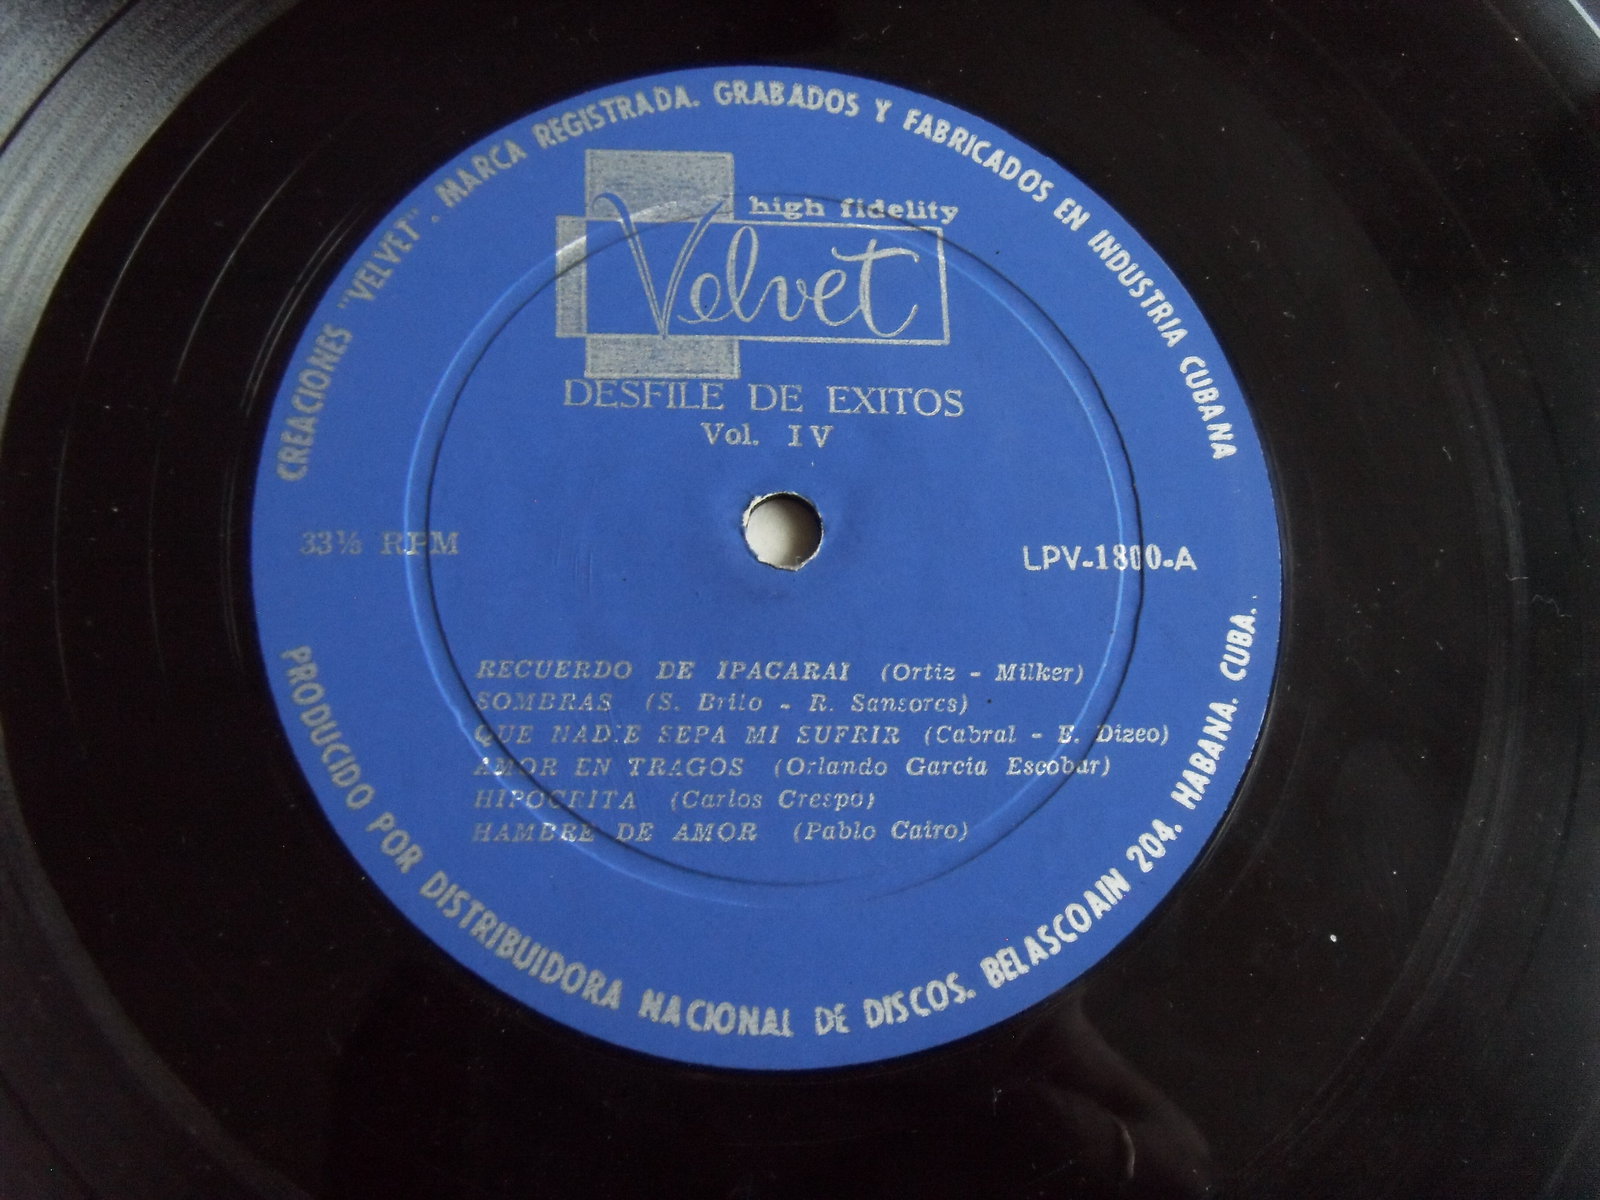 CREACIONES "VELVET". MARCA REGISTRADA. GRABADOS Y FABRICADOS EN INDUSTRIA CUBANA
high fidelity
Velvet
DESFILE DE EXITOS
Vol. IV
33⅓ RPM
LPV-1800-A
RECUERDO DE IPACARAI (Ortiz - Milker)
SOMBRAS (S. Brito - R. Sansores)
QUE NADIE SEPA MI SUFRIR (Cabral - E. Dizeo)
AMOR EN TRAGOS (Orlando Garcia Escobar)
HIPOCRITA (Carlos Crespo)
HAMBRE DE AMOR (Pablo Cairo)
PRODUCIDO POR DISTRIBUIDORA NACIONAL DE DISCOS. BELASCOAIN 204. HABANA. CUBA.